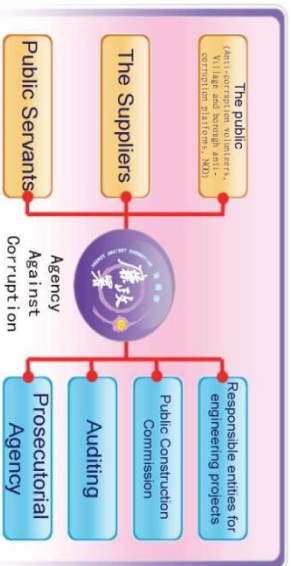 The public
(Anti-corruption volunteers,
Village and borough anti-
corruption platforms, NGO)
The Suppliers
Public Servants
廉政署
Agency
Against
Corruption
Responsible entities for
engineering projects
Public Construction
Commission
Auditing
Prosecutorial
Agency